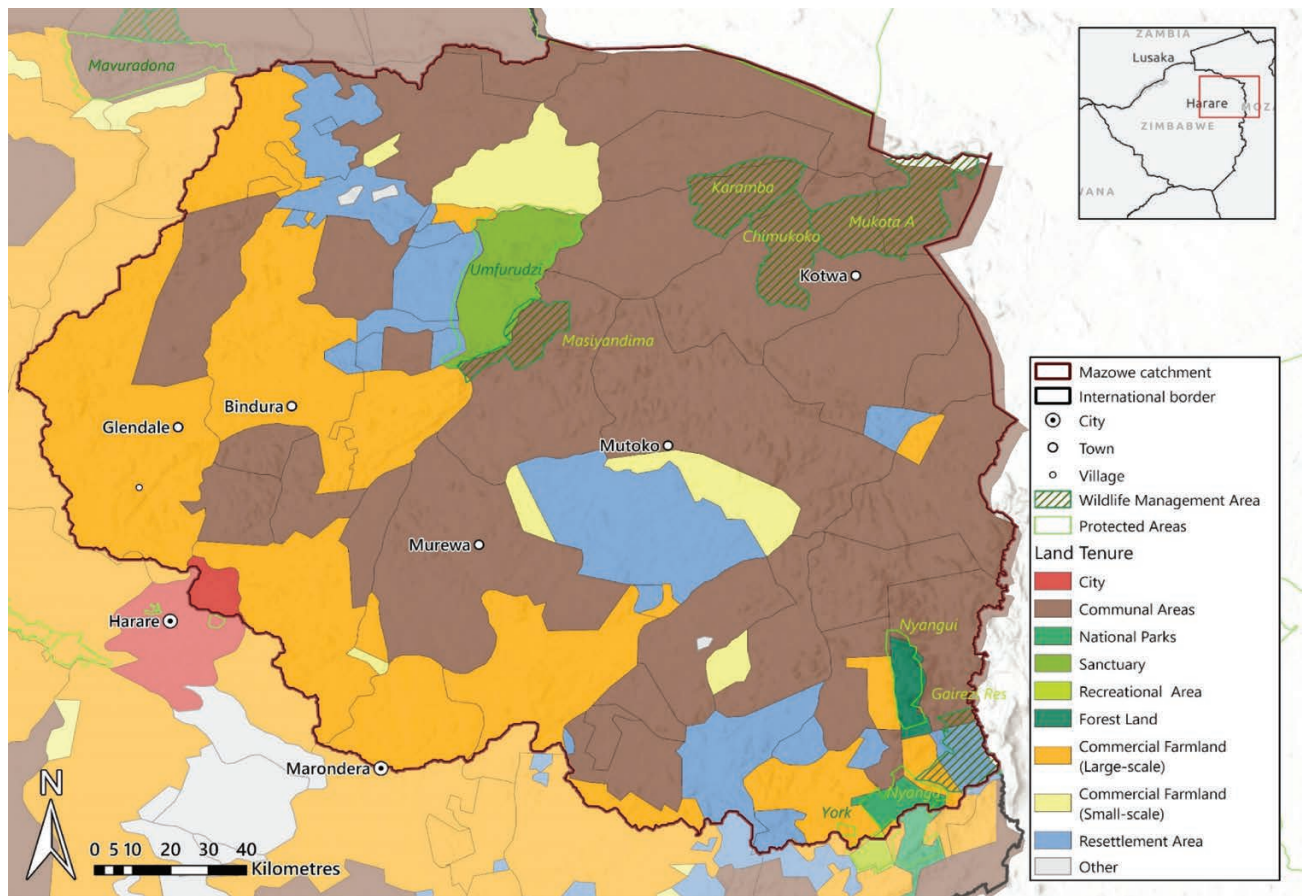 Mavuradona
Karamba
Chimukoko
Mukota A
Kotwa
Umfurudzi
Masiyandima
Glendale
Bindura
Mutoko
Murewa
Harare
Marondera
Nyangui
Gairezi Res
Nyanga
York
N
0 5 10 20 30 40
Kilometres
ZAMBIA
Lusaka
Harare
MOZA
ZIMBABWE
WANA
Mazowe catchment
International border
City
Town
Village
Wildlife Management Area
Protected Areas
Land Tenure
City
Communal Areas
National Parks
Sanctuary
Recreational Area
Forest Land
Commercial Farmland
(Large-scale)
Commercial Farmland
(Small-scale)
Resettlement Area
Other